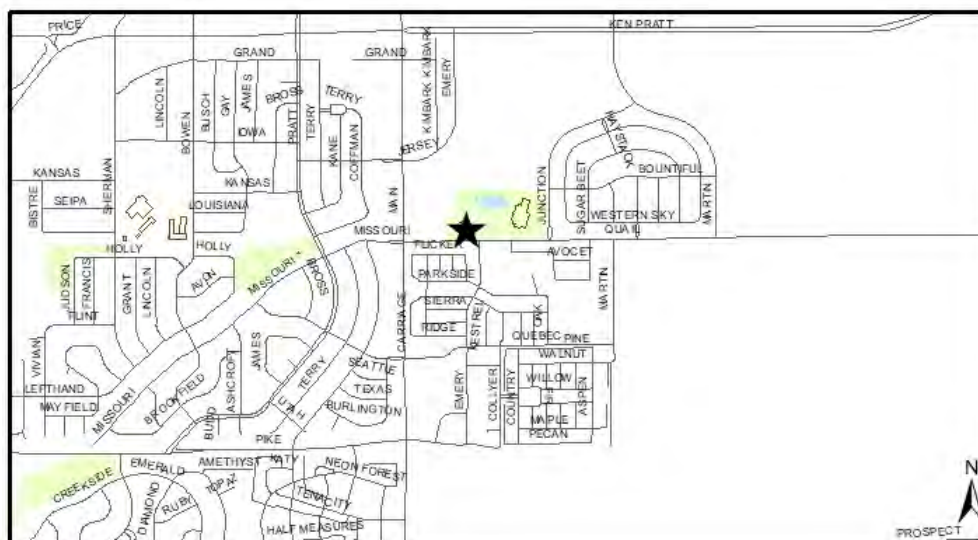 PRICE
KEN PRATT
GRAND
GRAND
KIMBARK KIMBARK
EMERY
LINCOLN
BOWEN
BUSCH
GAY
JAMES
BROSS
TERRY
IOWA
PRATT
TERRY
KANE
COFFMAN
JERSEY
HAYSTACK
KANSAS
BISTRE
SEIPA
SHERMAN
KANSAS
LOUISIANA
MAIN
JUNCTION
SUGAR BEET
BOUNTIFUL
MARTIN
WESTERN SKY
QUAIL
MISSOURI
HOLLY
HOLLY
FLICKER
AVOCET
JUDSON
FRANCIS
GRANT
LINCOLN
AVON
MISSOURI
BROSS
PARKSIDE
MARTIN
FLINT
CARRIAGE
SIERRA
RIDGE
KESTREL
OAK
QUEBEC
PINE
VIVIAN
JAMES
ASHCROFT
TERRY
SEATTLE
WALNUT
LEFTHAND
MAYFIELD
MISSOURI
BROOKFIELD
TEXAS
UTAH
BURLINGTON
EMERY
COLLYER
COUNTRY
WILLOW
ASPEN
MAPLE
PECAN
PIKE
CREEKSIDE
EMERALD
AMETHYST
KATY
NEON FOREST
DIAMOND
RUBY
TOPAZ
TENACITY
HALF MEASURES
N
PROSPECT